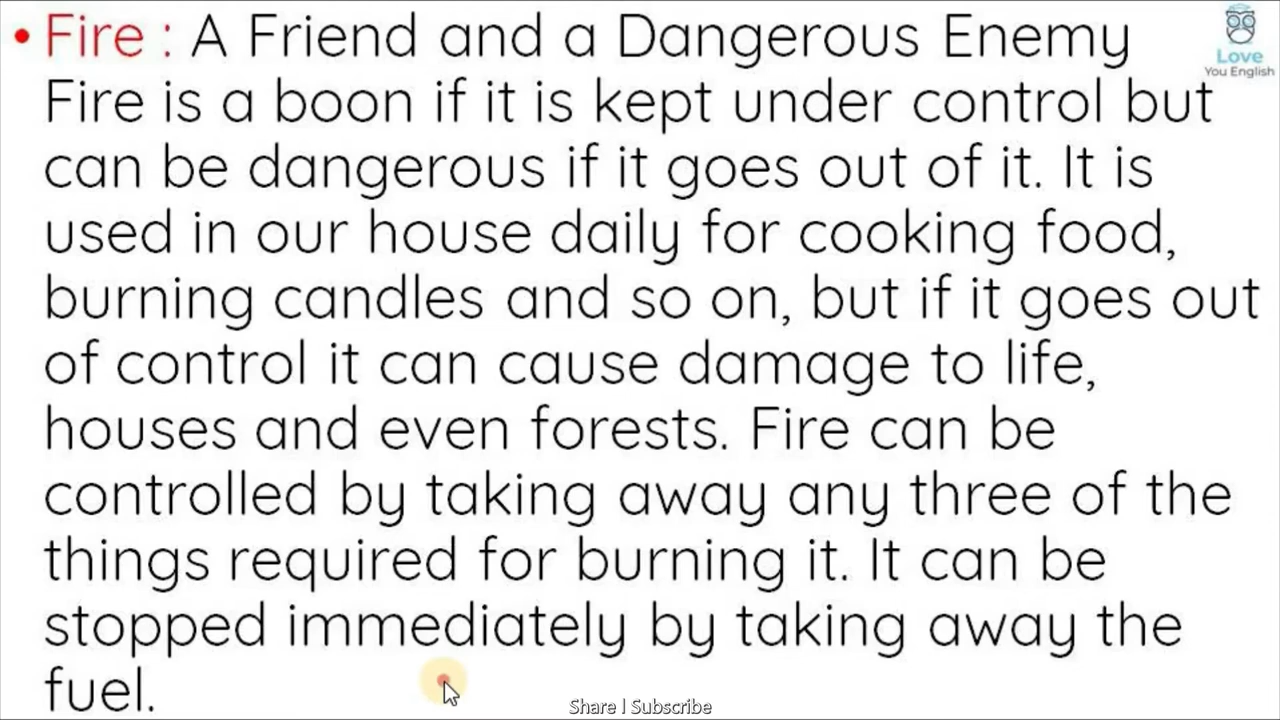 • Fire : A Friend and a Dangerous Enemy
Love
You English
Fire is a boon if it is kept under control but
can be dangerous if it goes out of it. It is
used in our house daily for cooking food,
burning candles and so on, but if it goes out
of control it can cause damage to life,
houses and even forests. Fire can be
controlled by taking away any three of the
things required for burning it. It can be
stopped immediately by taking away the
fuel.
Share | Subscribe